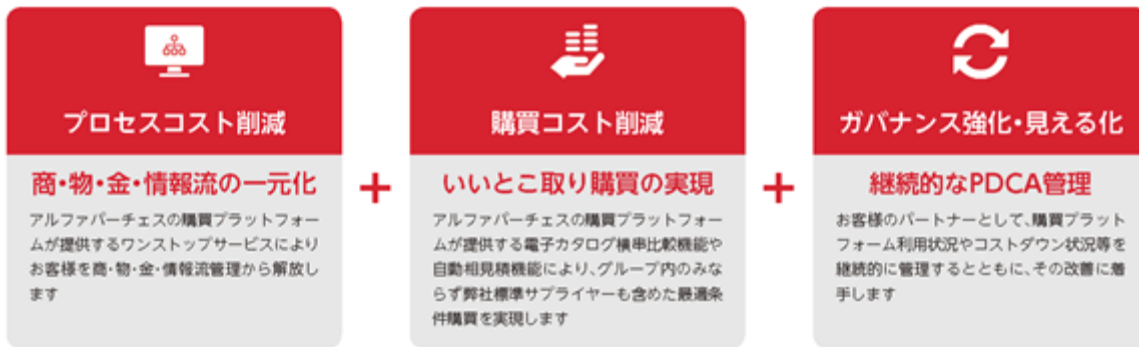 プロセスコスト削減
商・物・金・情報流の一元化
アルファパーチェスの購買プラットフォー
ムが提供するワンストップサービスにより
お客様を商・物・金・情報流管理から解放し
ます
+
購買コスト削減
いいとこ取り購買の実現
アルファパーチェスの購買プラットフォー
ムが提供する電子カタログ横串比較機能や
自動相見積機能により、グループ内のみな
らず弊社標準サプライヤーも含めた最適条
件購買を実現します
+
ガバナンス強化・見える化
継続的なPDCA管理
お客様のパートナーとして、購買プラット
フォーム利用状況やコストダウン状況等を
継続的に管理するとともに、その改善に着
手します